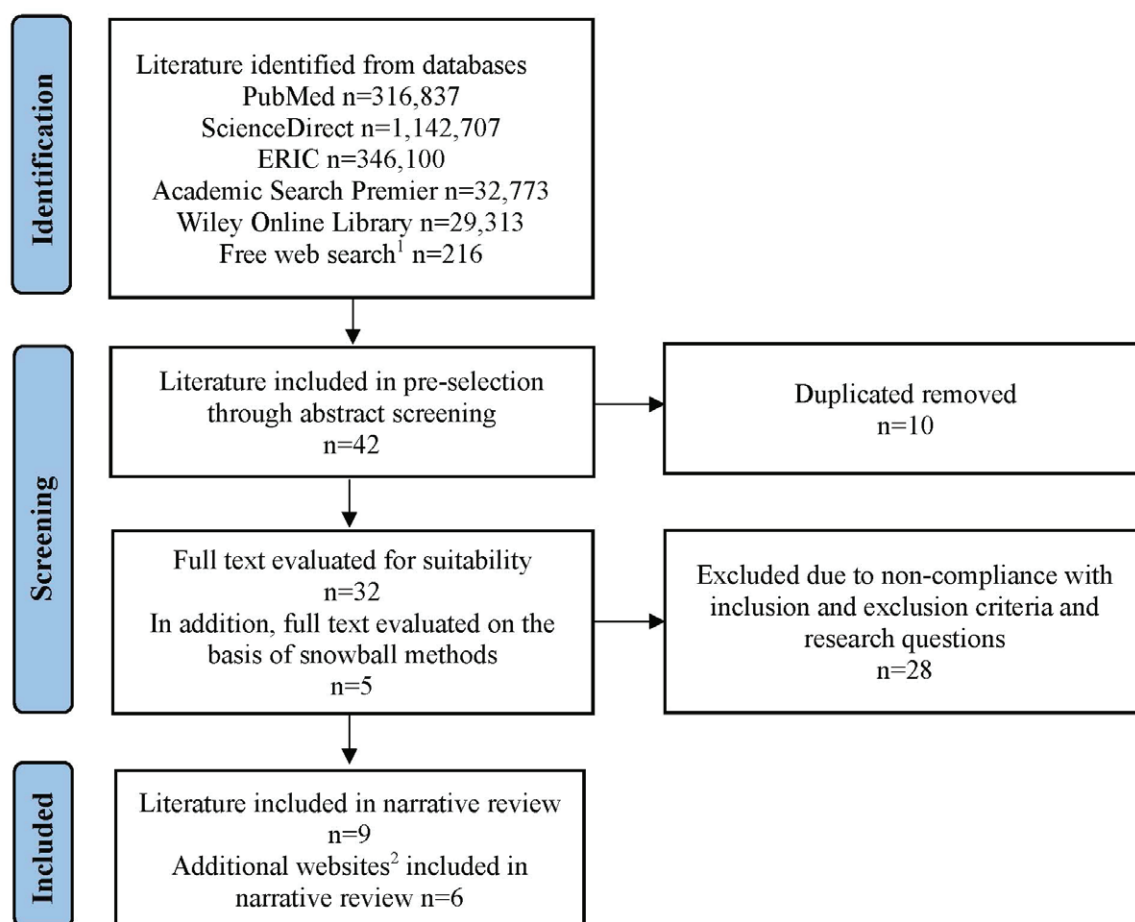 Identification
Literature identified from databases
PubMed n=316,837
ScienceDirect n=1,142,707
ERIC n=346,100
Academic Search Premier n=32,773
Wiley Online Library n=29,313
Free web search¹ n=216
Screening
Literature included in pre-selection
through abstract screening
n=42
Duplicated removed
n=10
Full text evaluated for suitability
n=32
In addition, full text evaluated on the
basis of snowball methods
n=5
Excluded due to non-compliance with
inclusion and exclusion criteria and
research questions
n=28
Included
Literature included in narrative review
n=9
Additional websites² included in
narrative review n=6